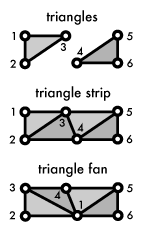 triangles
1 3 4 5
2 6
triangle strip
1 3 5
2 4 6
triangle fan
3 4 5
2 1 6